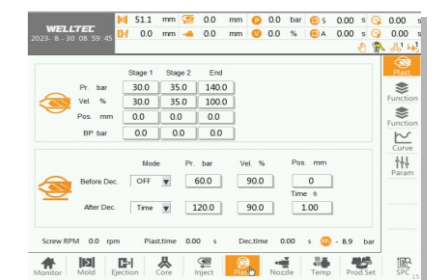 WELLTEC 51.1 mm 0.0 mm 0.0 bar S 0.00 s 0.00 s
2023- 8 - 30 08:59:45 0.0 mm 0.0 mm 0.0 % A 0.00 s 0.00 s
Plast
Stage 1 Stage 2 End
Pr. bar 30.0 35.0 140.0
Vel. % 30.0 35.0 100.0
Pos. mm 0.0 0.0
BP bar 0.0 0.0 0.0
Function
Function
Curve
Param
Mode Pr. bar Vel % Pos. mm
Before Dec. OFF 60.0 90.0 0
Time s
After Dec. Time 120.0 90.0 1.00
Screw RPM 0.0 rpm Plast.time 0.00 s Dec.time 0.00 s - 8.9 bar
Monitor Mold Ejection Core Inject Plast Nozzle Temp Prod.Set SPC 15